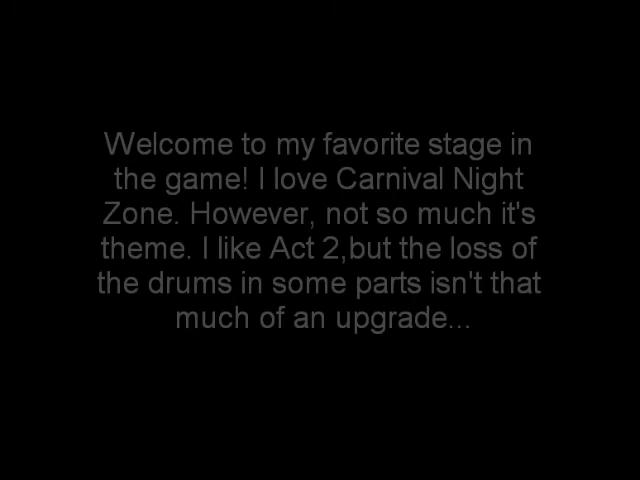 Welcome to my favorite stage in
the game! I love Carnival Night
Zone. However, not so much it's
theme. I like Act 2,but the loss of
the drums in some parts isn't that
much of an upgrade...